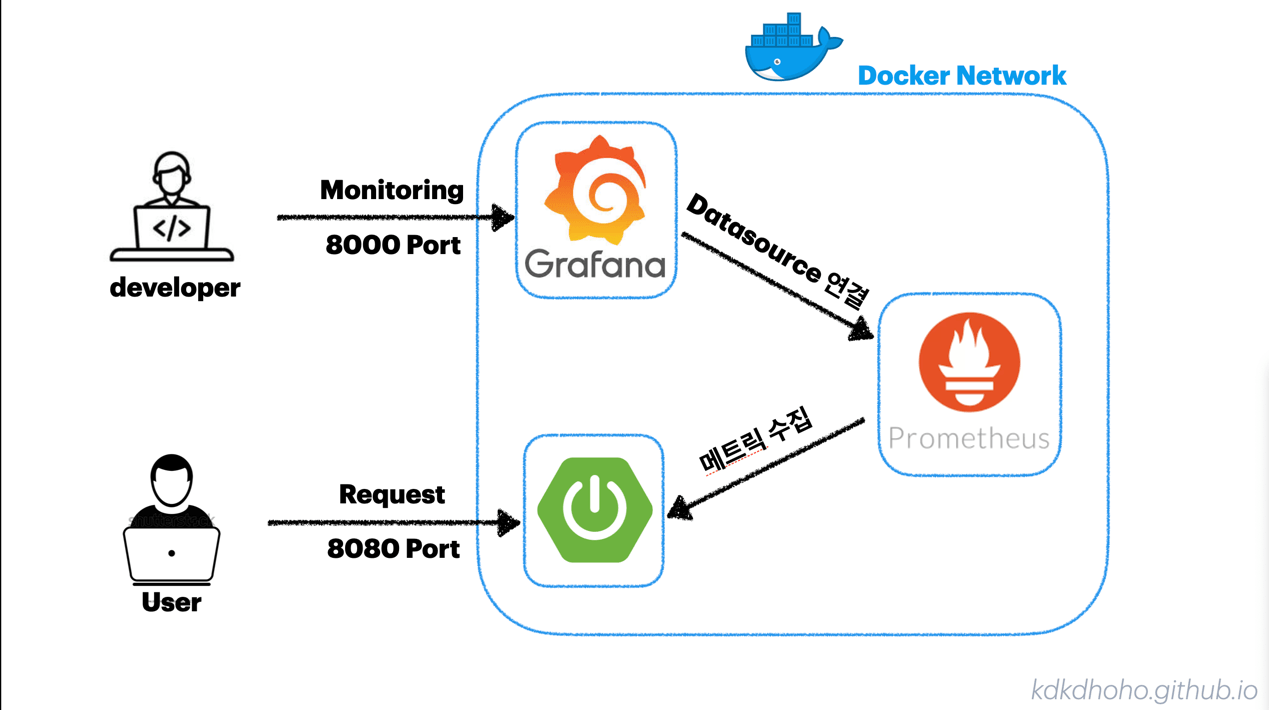 Docker Network
Monitoring
8000 Port
developer
</>
Grafana
Datasource 연결
Prometheus
메트릭 수집
Request
8080 Port
User
kdkdhoho.github.io